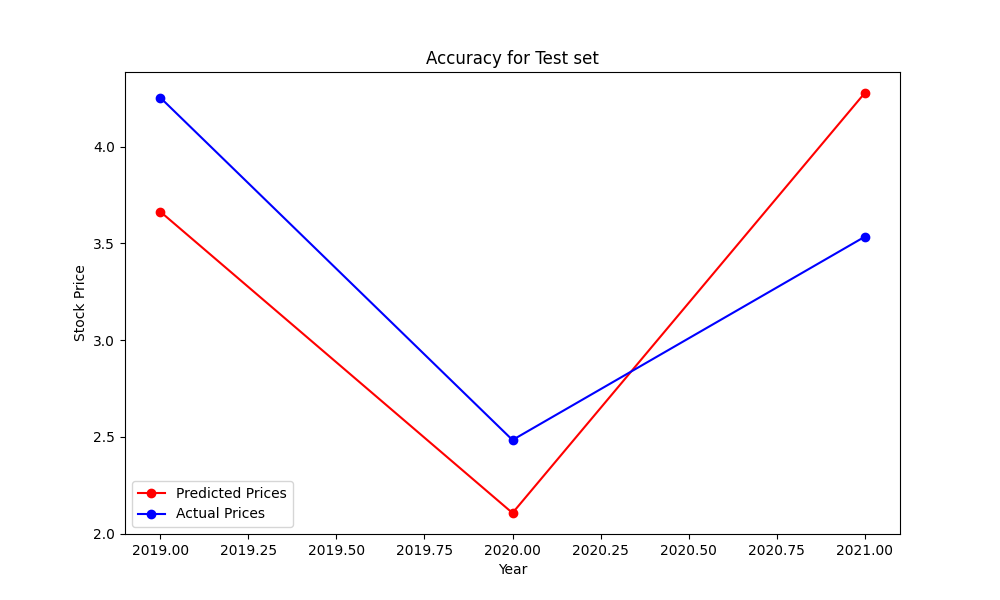 Accuracy for Test set
Stock Price
4.0
3.5
3.0
2.5
2.0
Predicted Prices
Actual Prices
2019.00 2019.25 2019.50 2019.75 2020.00 2020.25 2020.50 2020.75 2021.00
Year